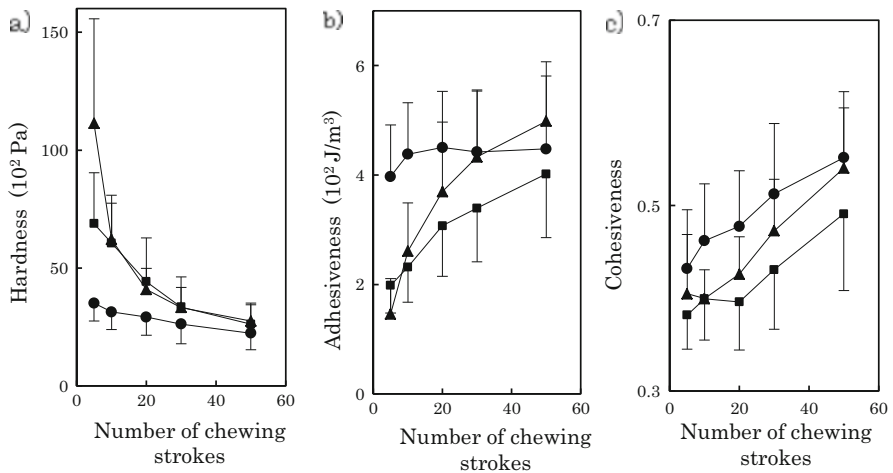 a)
150
100
50
0
0 20 40 60
Hardness (10² Pa)
Number of chewing
strokes
b)
6
4
2
0
0 20 40 60
Adhesiveness (10² J/m³)
Number of chewing
strokes
c)
0.7
0.5
0.3
0 20 40 60
Cohesiveness
Number of chewing
strokes